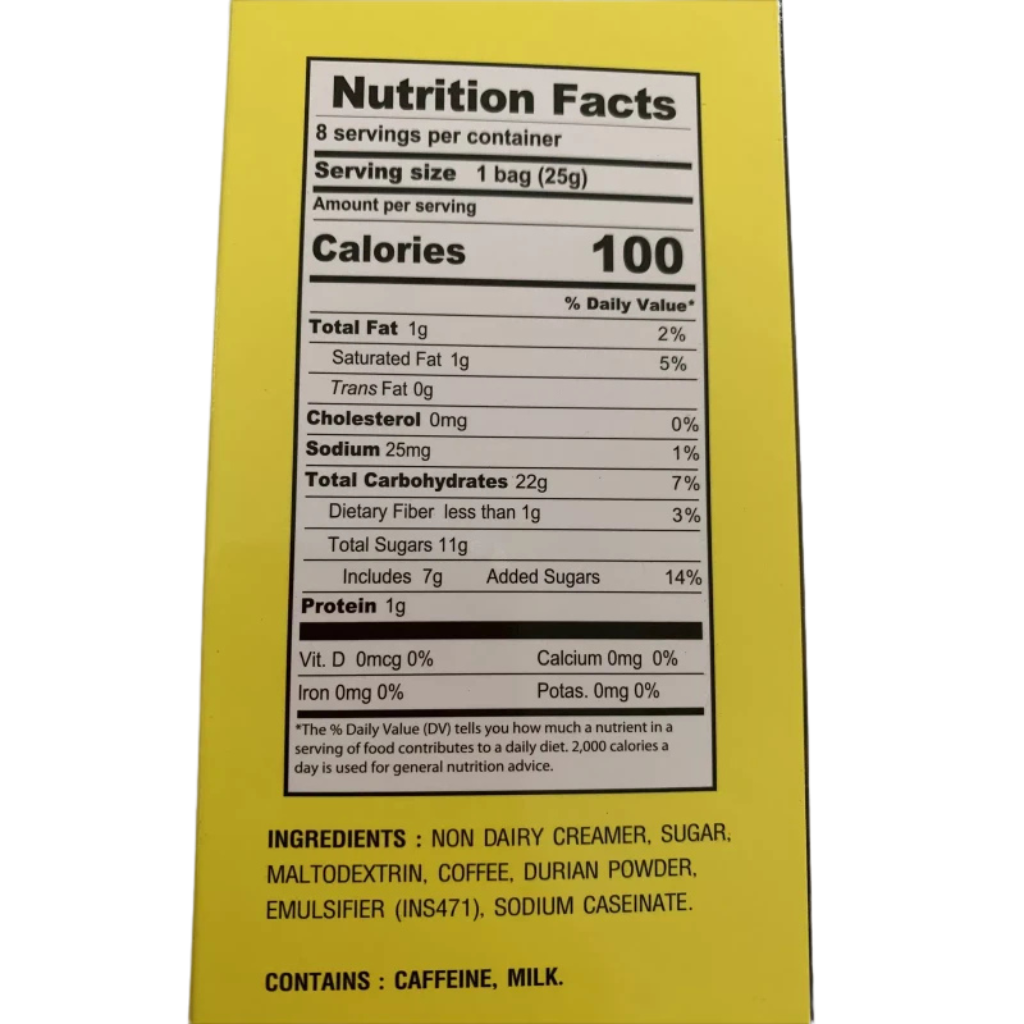 Nutrition Facts
8 servings per container
Serving size 1 bag (25g)
Amount per serving
Calories 100
% Daily Value*
Total Fat 1g 2%
Saturated Fat 1g 5%
Trans Fat 0g
Cholesterol 0mg 0%
Sodium 25mg 1%
Total Carbohydrates 22g 7%
Dietary Fiber less than 1g 3%
Total Sugars 11g
Includes 7g Added Sugars 14%
Protein 1g
Vit. D 0mcg 0% Calcium 0mg 0%
Iron 0mg 0% Potas. 0mg 0%
*The % Daily Value (DV) tells you how much a nutrient in a
serving of food contributes to a daily diet. 2,000 calories a
day is used for general nutrition advice.
INGREDIENTS : NON DAIRY CREAMER, SUGAR,
MALTODEXTRIN, COFFEE, DURIAN POWDER,
EMULSIFIER (INS471), SODIUM CASEINATE.
CONTAINS : CAFFEINE, MILK.